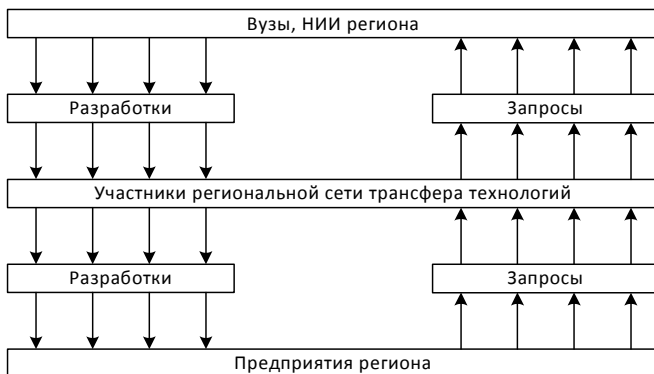 Вузы, НИИ региона
Разработки
Запросы
Участники региональной сети трансфера технологий
Разработки
Запросы
Предприятия региона